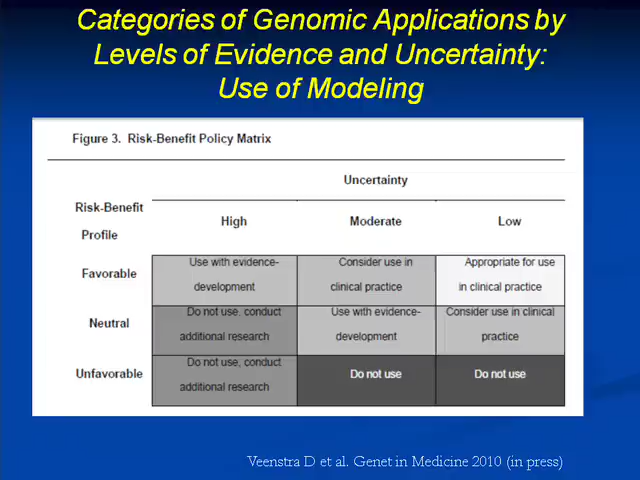 Categories of Genomic Applications by
Levels of Evidence and Uncertainty:
Use of Modeling
Figure 3. Risk-Benefit Policy Matrix
Uncertainty
Risk-Benefit
Profile
High
Moderate
Low
Favorable
Use with evidence-
development
Consider use in
clinical practice
Appropriate for use
in clinical practice
Neutral
Do not use, conduct
additional research
Use with evidence-
development
Consider use in clinical
practice
Unfavorable
Do not use, conduct
additional research
Do not use
Do not use
Veenstra D et al. Genet in Medicine 2010 (in press)